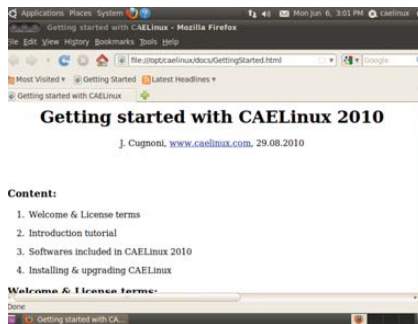 Applications Places System Mon Jun 6, 3:01 PM caelinux
Getting started with CAELinux - Mozilla Firefox
File Edit View History Bookmarks Tools Help
file:///opt/caelinux/docs/GettingStarted.html Google
Most Visited Getting Started Latest Headlines
Getting started with CAELinux
Getting started with CAELinux 2010
J. Cugnoni, www.caelinux.com, 29.08.2010
Content:
1. Welcome & License terms
2. Introduction tutorial
3. Softwares included in CAELinux 2010
4. Installing & upgrading CAELinux
Welcome & License terms:
Done
Getting started with CA...